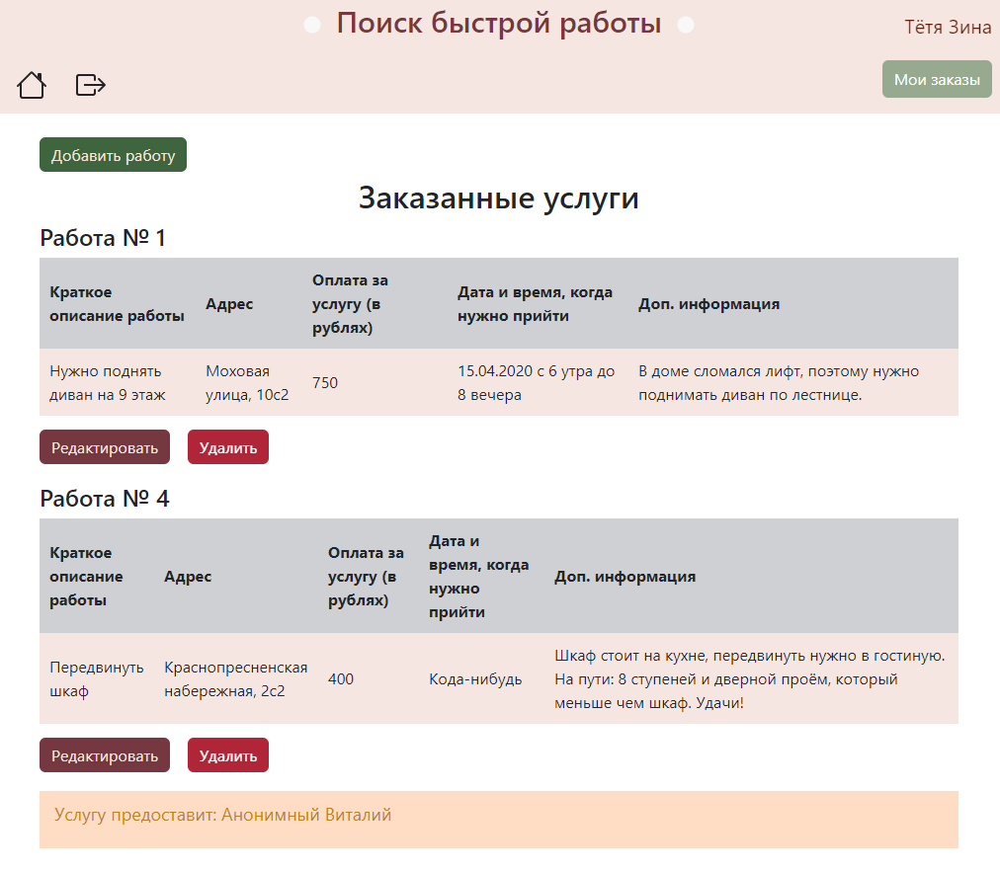 Поиск быстрой работы
Тётя Зина
Мои заказы
Добавить работу
Заказанные услуги
Работа № 1
Краткое
описание работы
Адрес
Оплата за
услугу (в
рублях)
Дата и время, когда
нужно прийти
Доп. информация
Нужно поднять
диван на 9 этаж
Моховая
улица, 10с2
750
15.04.2020 с 6 утра до
8 вечера
В доме сломался лифт, поэтому нужно
поднимать диван по лестнице.
Редактировать
Удалить
Работа № 4
Краткое
описание
работы
Адрес
Оплата за
услугу (в
рублях)
Дата и
время, когда
нужно
прийти
Доп. информация
Передвинуть
шкаф
Краснопресненская
набережная, 2с2
400
Кода-нибудь
Шкаф стоит на кухне, передвинуть нужно в гостиную.
На пути: 8 ступеней и дверной проём, который
меньше чем шкаф. Удачи!
Редактировать
Удалить
Услугу предоставит: Анонимный Виталий